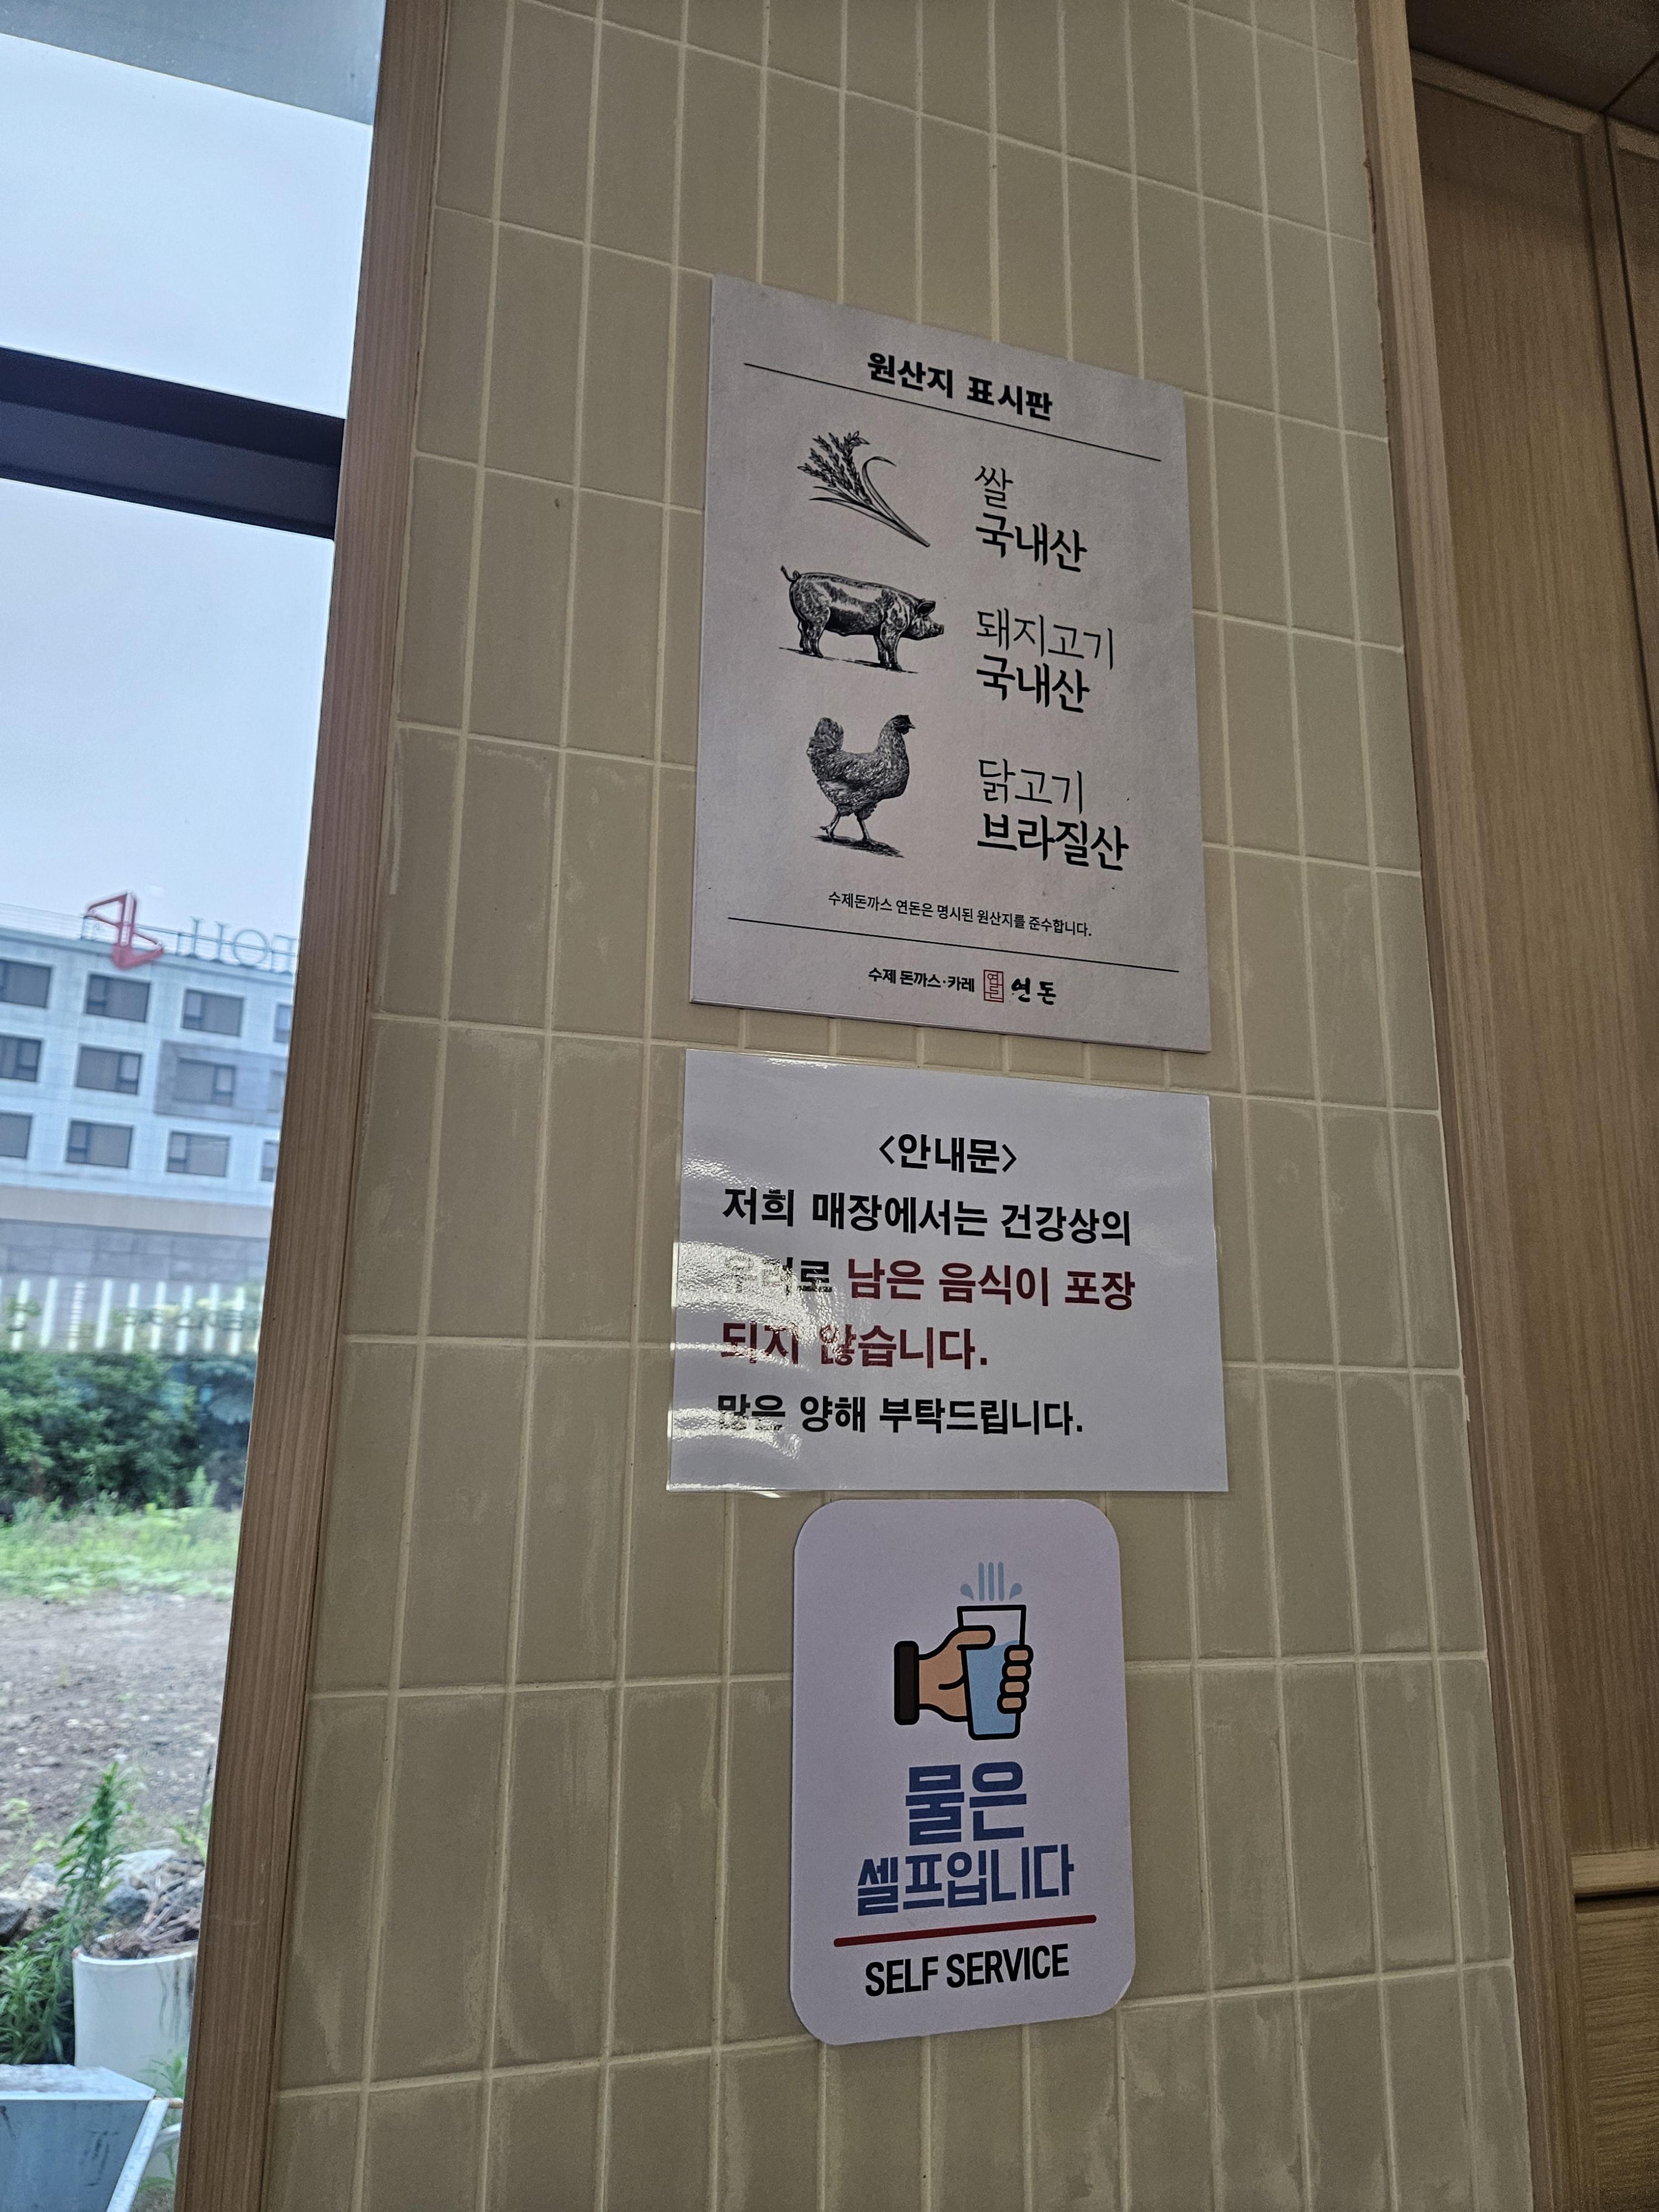 원산지 표시판
쌀
국내산
돼지고기
국내산
닭고기
브라질산
수제돈까스 연돈은 명시된 원산지를 준수합니다.
수제 돈까스·카레 연돈 연돈
<안내문>
저희 매장에서는 건강상의
우려로 남은 음식이 포장
되지 않습니다.
많은 양해 부탁드립니다.
물은
셀프입니다
SELF SERVICE